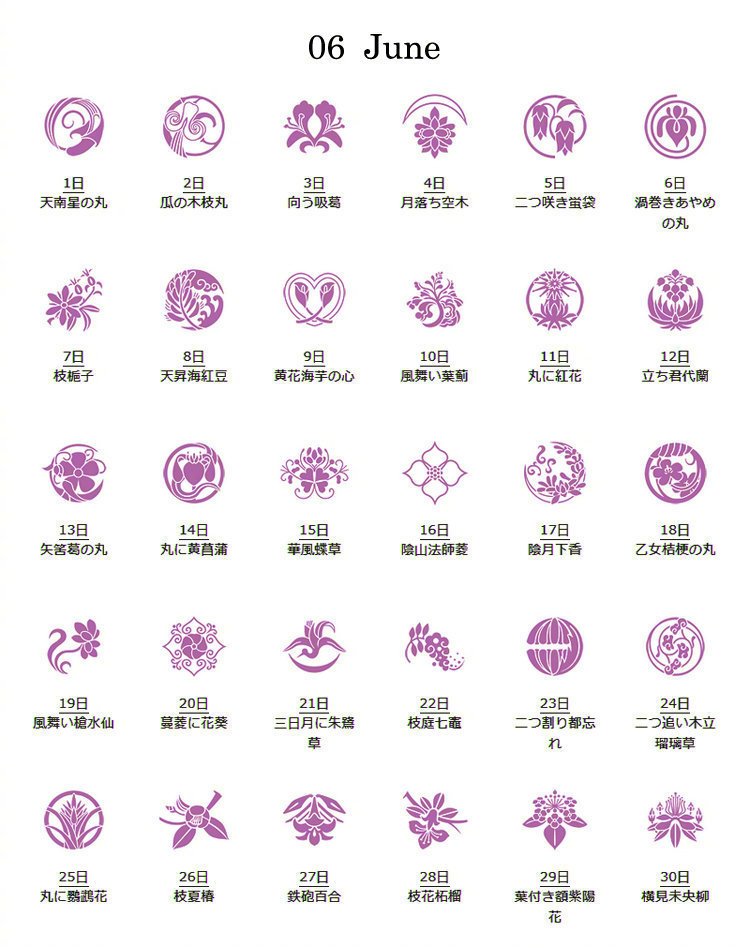 06 June
1日 2日 3日 4日 5日 6日
天南星の丸 瓜の木枝丸 向う吸葛 月落ち空木 二つ咲き蛍袋 渦巻きあやめ
の丸
7日 8日 9日 10日 11日 12日
枝梔子 天昇海紅豆 黄花海芋の心 風舞い葉薊 丸に紅花 立ち君代蘭
13日 14日 15日 16日 17日 18日
矢筈葛の丸 丸に黄菖蒲 華風蝶草 陰山法師菱 陰月下香 乙女桔梗の丸
19日 20日 21日 22日 23日 24日
風舞い槍水仙 蔓菱に花葵 三日月に朱鷺 枝庭七竈 二つ割り都忘 二つ追い木立
草 れ 瑠璃草
25日 26日 27日 28日 29日 30日
丸に鸚鵡花 枝夏椿 鉄砲百合 枝花柘榴 葉付き額紫陽 横見未央柳
花